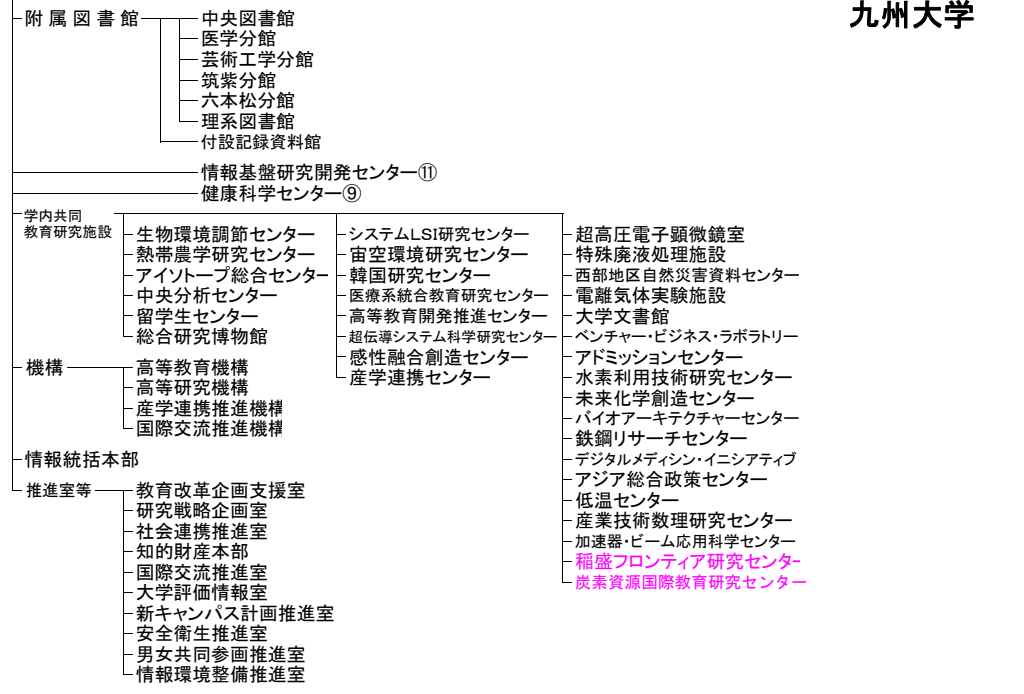 九州大学
附属図書館
中央図書館
医学分館
芸術工学分館
筑紫分館
六本松分館
理系図書館
付設記録資料館
情報基盤研究開発センター⑪
健康科学センター⑨
学内共同
教育研究施設
生物環境調節センター
熱帯農学研究センター
アイソトープ総合センター
中央分析センター
留学生センター
総合研究博物館
システムLSI研究センター
宙空環境研究センター
韓国研究センター
医療系統合教育研究センター
高等教育開発推進センター
超伝導システム科学研究センター
感性融合創造センター
産学連携センター
超高圧電子顕微鏡室
特殊廃液処理施設
西部地区自然災害資料センター
電離気体実験施設
大学文書館
ベンチャー・ビジネス・ラボラトリー
アドミッションセンター
水素利用技術研究センター
未来化学創造センター
バイオアーキテクチャーセンター
鉄鋼リサーチセンター
デジタルメディシン・イニシアティブ
アジア総合政策センター
低温センター
産業技術数理研究センター
加速器・ビーム応用科学センター
稲盛フロンティア研究センター
炭素資源国際教育研究センター
機構
高等教育機構
高等研究機構
産学連携推進機構
国際交流推進機構
情報統括本部
推進室等
教育改革企画支援室
研究戦略企画室
社会連携推進室
知的財産本部
国際交流推進室
大学評価情報室
新キャンパス計画推進室
安全衛生推進室
男女共同参画推進室
情報環境整備推進室